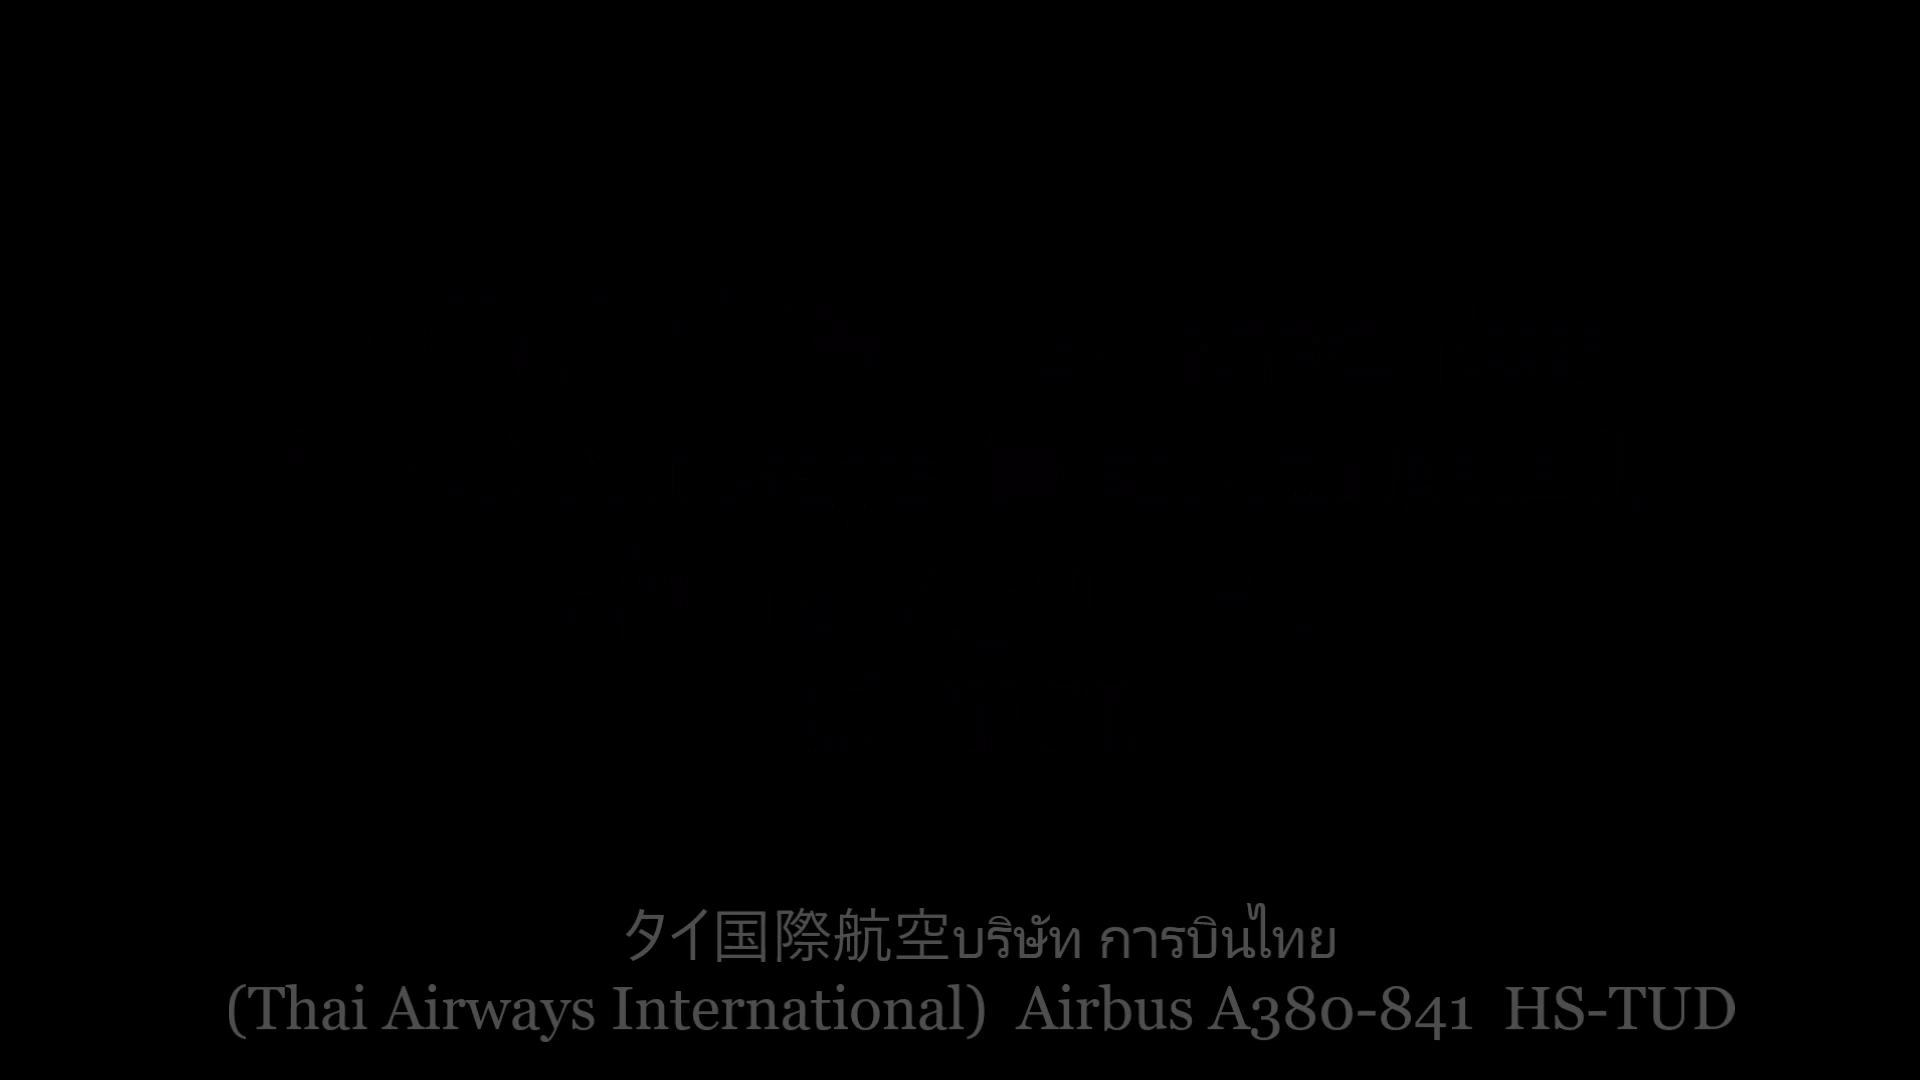 タイ国際航空บริษัท การบินไทย
(Thai Airways International)  Airbus A380-841  HS-TUD